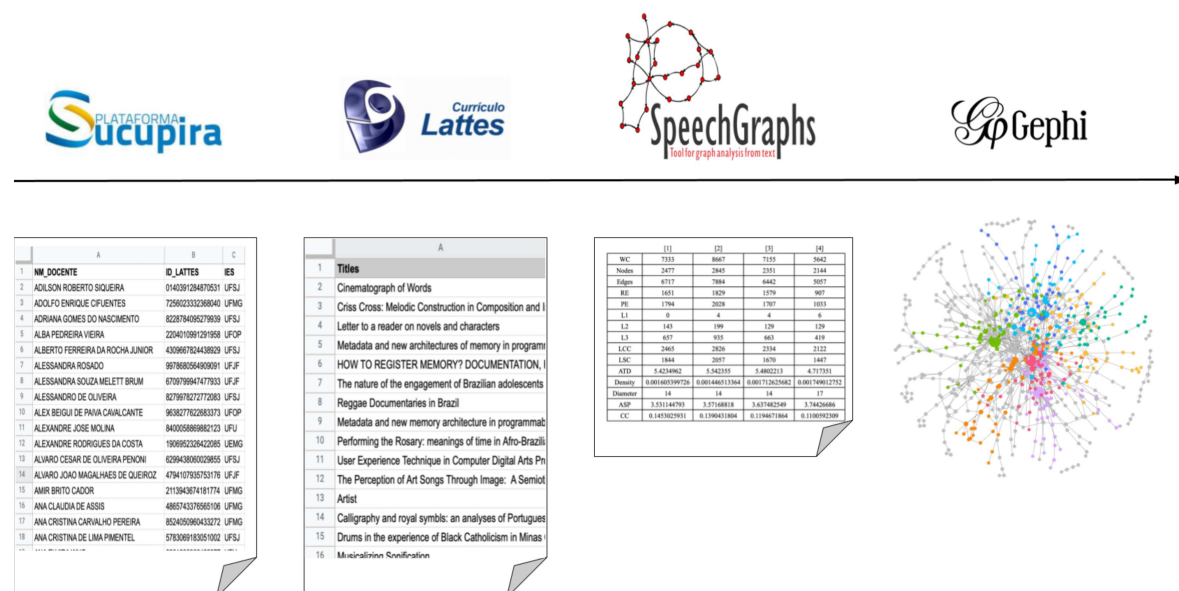 PLATAFORMA
Sucupira
Currículo
Lattes
SpeechGraphs
Tool for graph analysis from text
Gephi
A B C
1 NM_DOCENTE ID_LATTES IES
2 ADILSON ROBERTO SIQUEIRA 0140391284870531 UFSJ
3 ADOLFO ENRIQUE CIFUENTES 7256023332368040 UFMG
4 ADRIANA GOMES DO NASCIMENTO 8228784095279939 UFSJ
5 ALBA PEDREIRA VIEIRA 2204010991291958 UFOP
6 ALBERTO FERREIRA DA ROCHA JUNIOR 4309667824438929 UFSJ
7 ALESSANDRA ROSADO 9978680564909091 UFJF
8 ALESSANDRA SOUZA MELETT BRUM 6709799947477933 UFJF
9 ALESSANDRO DE OLIVEIRA 8279978272772083 UFSJ
10 ALEX BEIGUI DE PAIVA CAVALCANTE 9638277622683373 UFOP
11 ALEXANDRE JOSE MOLINA 8400058869882123 UFU
12 ALEXANDRE RODRIGUES DA COSTA 1906952326422085 UEMG
13 ALVARO CESAR DE OLIVEIRA PENONI 6299438060029855 UFSJ
14 ALVARO JOAO MAGALHAES DE QUEIROZ 4794107935753176 UFJF
15 AMIR BRITO CADOR 2113943674181774 UFMG
16 ANA CLAUDIA DE ASSIS 4865743376565106 UFMG
17 ANA CRISTINA CARVALHO PEREIRA 8524050960433272 UFMG
18 ANA CRISTINA DE LIMA PIMENTEL 5783069183051002 UFSJ
A
1 Titles
2 Cinematograph of Words
3 Criss Cross: Melodic Construction in Composition and I
4 Letter to a reader on novels and characters
5 Metadata and new architectures of memory in programm
6 HOW TO REGISTER MEMORY? DOCUMENTATION, I
7 The nature of the engagement of Brazilian adolescents
8 Reggae Documentaries in Brazil
9 Metadata and new memory architecture in programmab
10 Performing the Rosary: meanings of time in Afro-Brazili
11 User Experience Technique in Computer Digital Arts Pr
12 The Perception of Art Songs Through Image: A Semiot
13 Artist
14 Calligraphy and royal symbls: an analyses of Portugues
15 Drums in the experience of Black Catholicism in Minas
16 Musicalizing Sonification
[1] [2] [3] [4]
WC 7333 8667 7155 5642
Nodes 2477 2845 2351 2144
Edges 6717 7884 6442 5057
RE 1651 1829 1579 907
PE 1794 2028 1707 1033
L1 0 4 4 6
L2 143 199 129 129
L3 657 935 663 419
LCC 2465 2826 2334 2122
LSC 1844 2057 1670 1447
ATD 5.4234962 5.542355 5.4802213 4.717351
Density 0.001605399726 0.001446513364 0.001712625682 0.001749012752
Diameter 14 14 14 17
ASP 3.531144793 3.57168818 3.637482549 3.74426686
CC 0.1453025931 0.1390431804 0.1194671864 0.1100592309